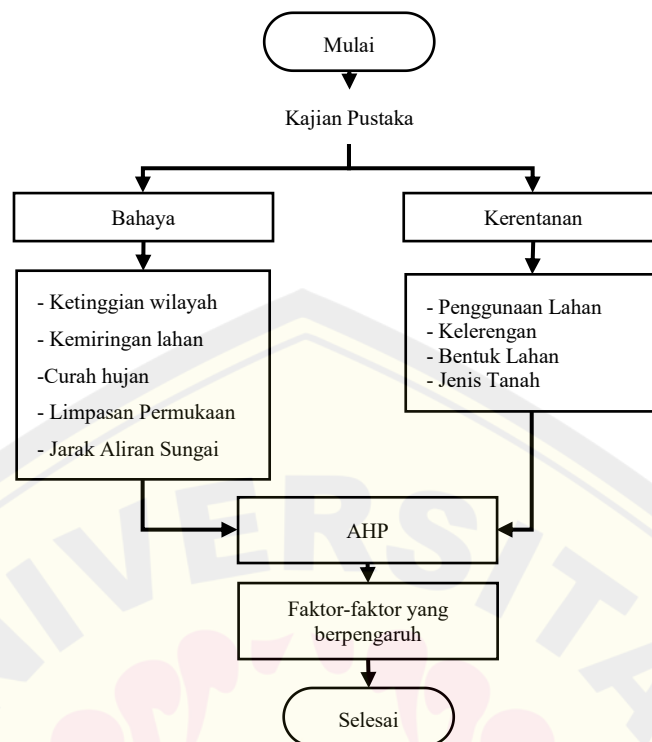 Mulai
Kajian Pustaka
Bahaya
Kerentanan
- Ketinggian wilayah
- Kemiringan lahan
-Curah hujan
- Limpasan Permukaan
- Jarak Aliran Sungai
- Penggunaan Lahan
- Kelerengan
- Bentuk Lahan
- Jenis Tanah
AHP
Faktor-faktor yang
berpengaruh
Selesai
NIVERSITA